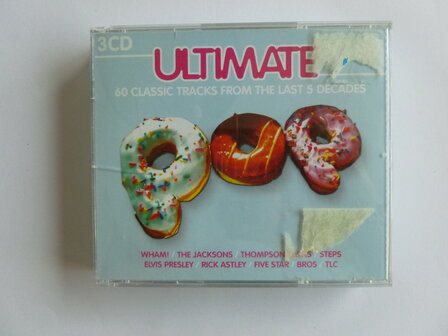 3CD
ULTIMATE
60 CLASSIC TRACKS FROM THE LAST 5 DECADES
POP
WHAM! / THE JACKSONS / THOMPSON / STEPS
ELVIS PRESLEY / RICK ASTLEY / FIVE STAR / BROS / TLC